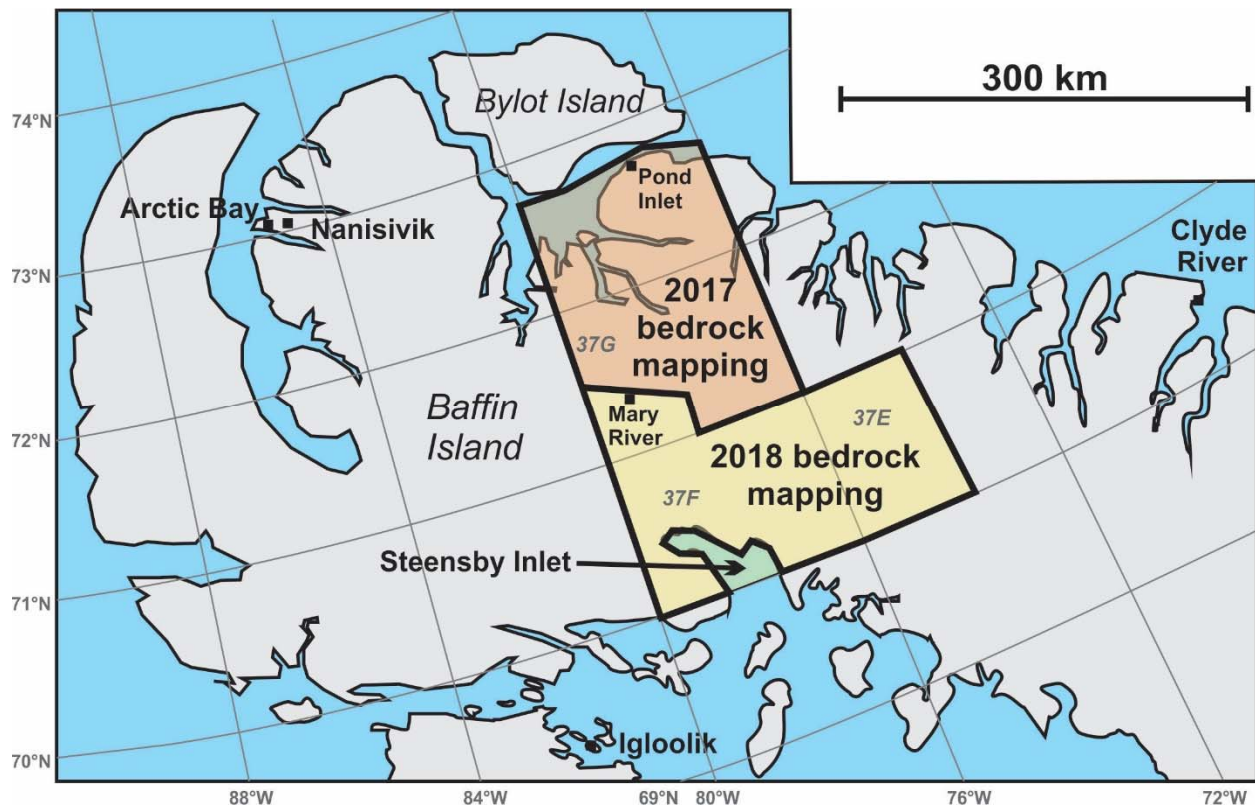 300 km
Bylot Island
74°N
Pond
Inlet
Arctic Bay
Nanisivik
Clyde
River
73°N
2017
bedrock
mapping
37G
Mary
River
Baffin
Island
37E
72°N
2018 bedrock
mapping
37F
Steensby Inlet
71°N
Igloolik
70°N
88°W
84°W
69°N
80°W
76°W
72°W